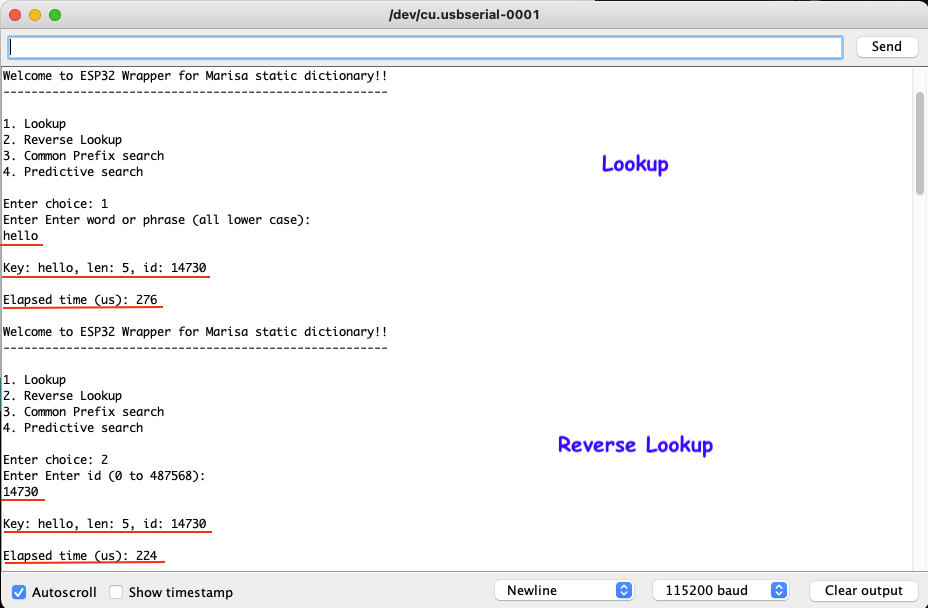 /dev/cu.usbserial-0001
Send
Welcome to ESP32 Wrapper for Marisa static dictionary!!
-------------------------------------------------------
1. Lookup
2. Reverse Lookup
3. Common Prefix search
Lookup
4. Predictive search
Enter choice: 1
Enter Enter word or phrase (all lower case):
hello
Key: hello, len: 5, id: 14730
Elapsed time (us): 276
Welcome to ESP32 Wrapper for Marisa static dictionary!!
-------------------------------------------------------
1. Lookup
2. Reverse Lookup
3. Common Prefix search
4. Predictive search
Reverse Lookup
Enter choice: 2
Enter Enter id (0 to 487568):
14730
Key: hello, len: 5, id: 14730
Elapsed time (us): 224
Autoscroll Show timestamp Newline 115200 baud Clear output